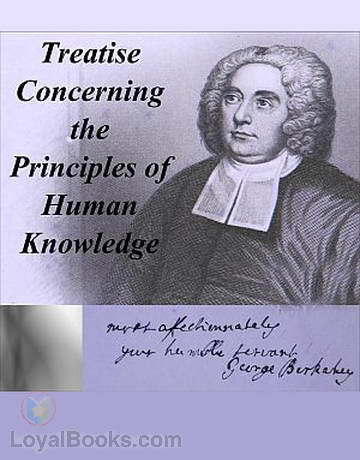 Treatise
Concerning
the
Principles of
Human
Knowledge
most affectionately
your humble servant
George Berkeley
LoyalBooks.com